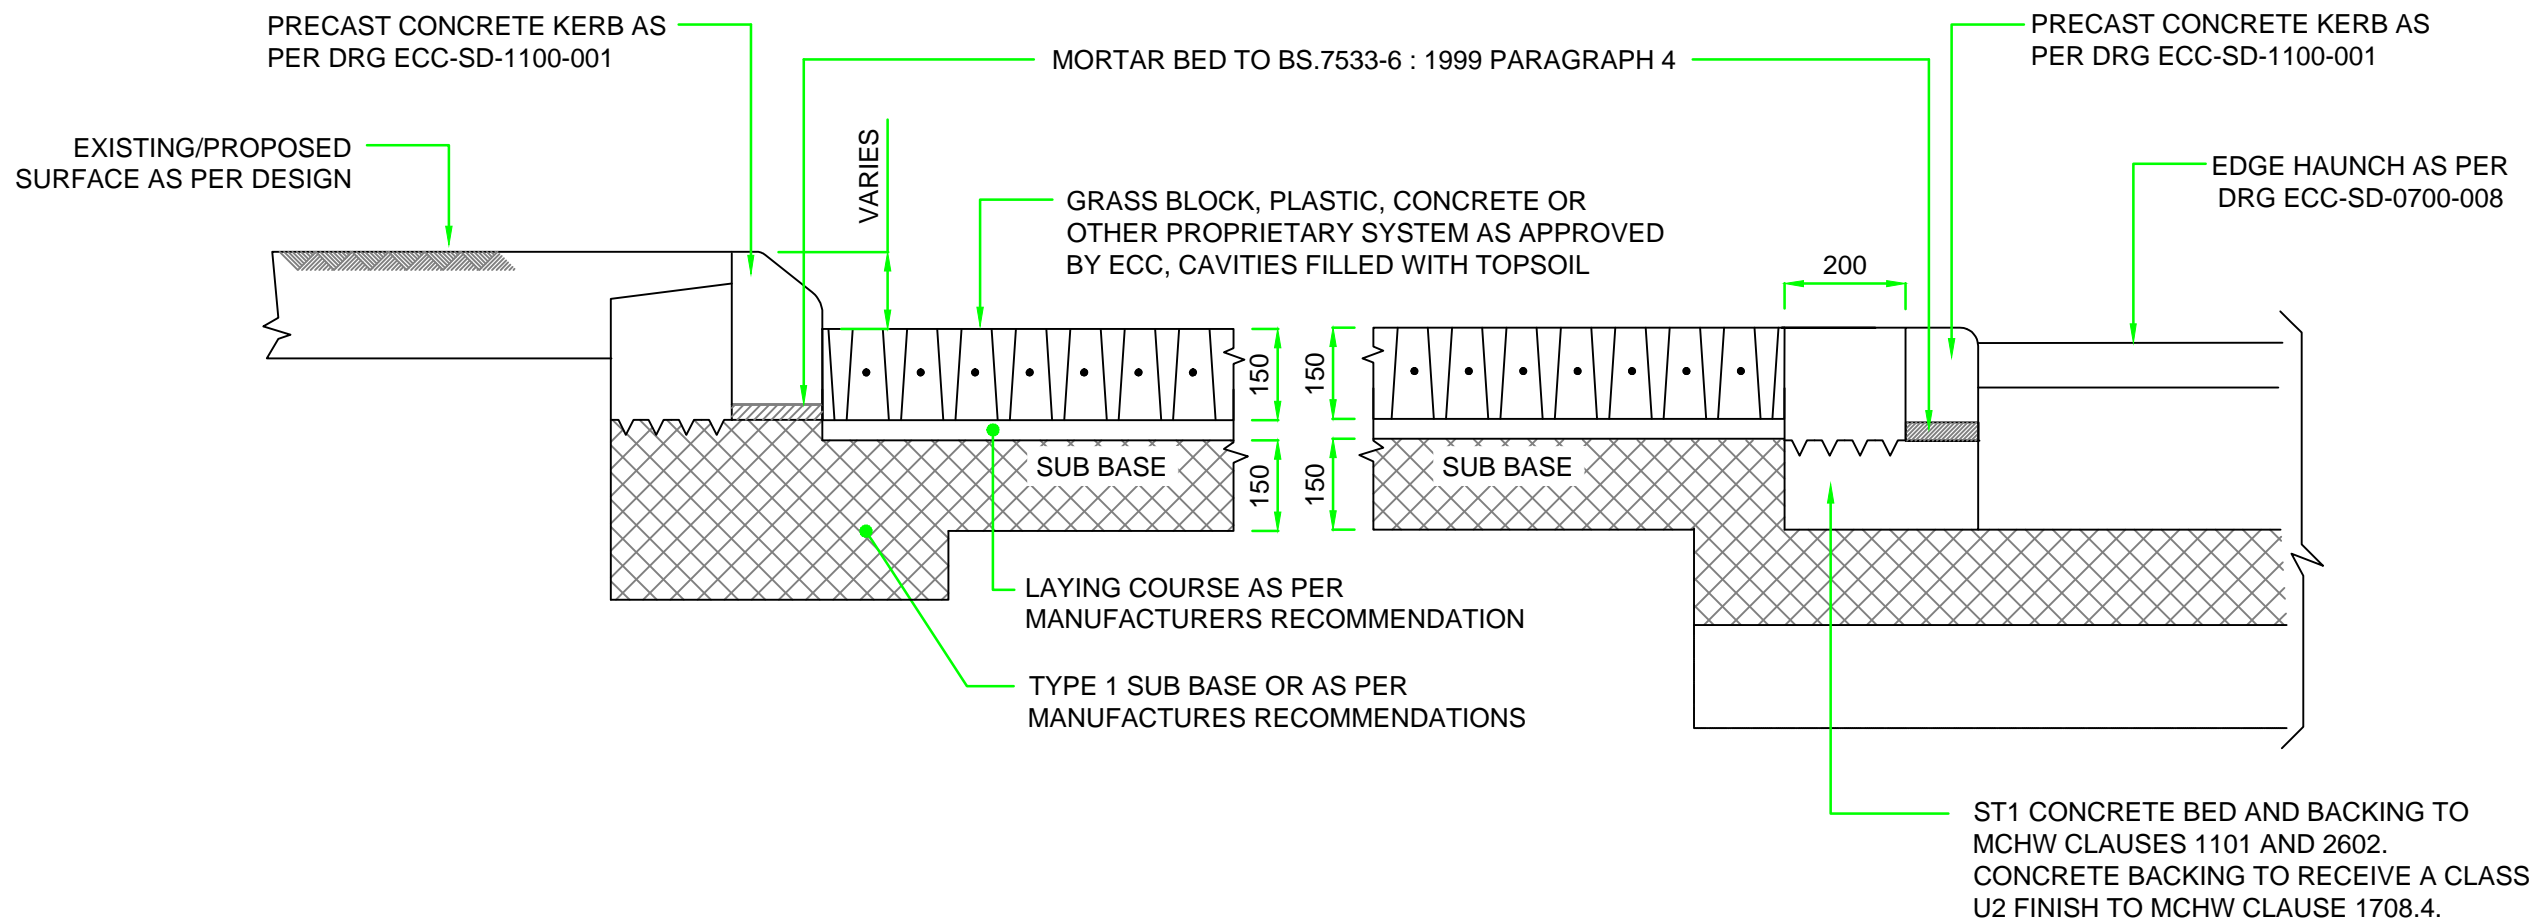 PRECAST CONCRETE KERB AS
PER DRG ECC-SD-1100-001
MORTAR BED TO BS.7533-6 : 1999 PARAGRAPH 4
PRECAST CONCRETE KERB AS
PER DRG ECC-SD-1100-001
EXISTING/PROPOSED
SURFACE AS PER DESIGN
VARIES
GRASS BLOCK, PLASTIC, CONCRETE OR
OTHER PROPRIETARY SYSTEM AS APPROVED
BY ECC, CAVITIES FILLED WITH TOPSOIL
EDGE HAUNCH AS PER
DRG ECC-SD-0700-008
200
150
150
SUB BASE
150
150
SUB BASE
LAYING COURSE AS PER
MANUFACTURERS RECOMMENDATION
TYPE 1 SUB BASE OR AS PER
MANUFACTURES RECOMMENDATIONS
ST1 CONCRETE BED AND BACKING TO
MCHW CLAUSES 1101 AND 2602.
CONCRETE BACKING TO RECEIVE A CLASS
U2 FINISH TO MCHW CLAUSE 1708.4.